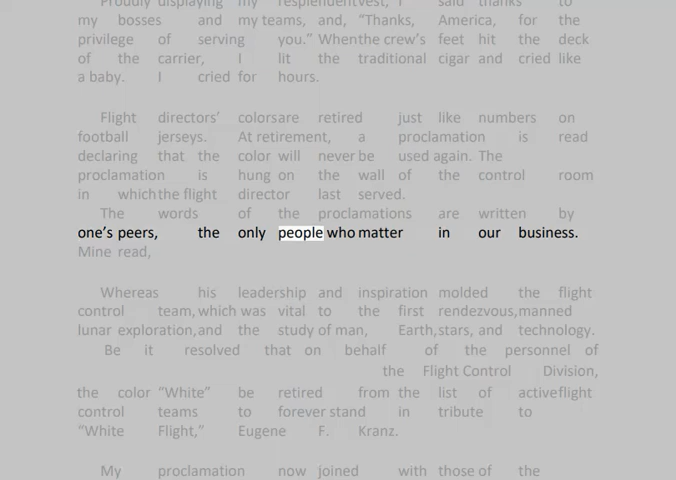 Proudly displaying my resplendent vest, I said thanks to
my bosses and my teams, and, “Thanks, America, for the
privilege of serving you.” When the crew’s feet hit the deck
of the carrier, I lit the traditional cigar and cried like
a baby. I cried for hours.
Flight directors’ colors are retired just like numbers on
football jerseys. At retirement, a proclamation is read
declaring that the color will never be used again. The
proclamation is hung on the wall of the control room
in which the flight director last served.
The words of the proclamations are written by
one’s peers, the only people who matter in our business.
Mine read,
Whereas his leadership and inspiration molded the flight
control team, which was vital to the first rendezvous, manned
lunar exploration, and the study of man, Earth, stars, and technology.
Be it resolved that on behalf of the personnel of
the Flight Control Division,
the color “White” be retired from the list of active flight
control teams to forever stand in tribute to
“White Flight,” Eugene F. Kranz.
My proclamation now joined with those of the